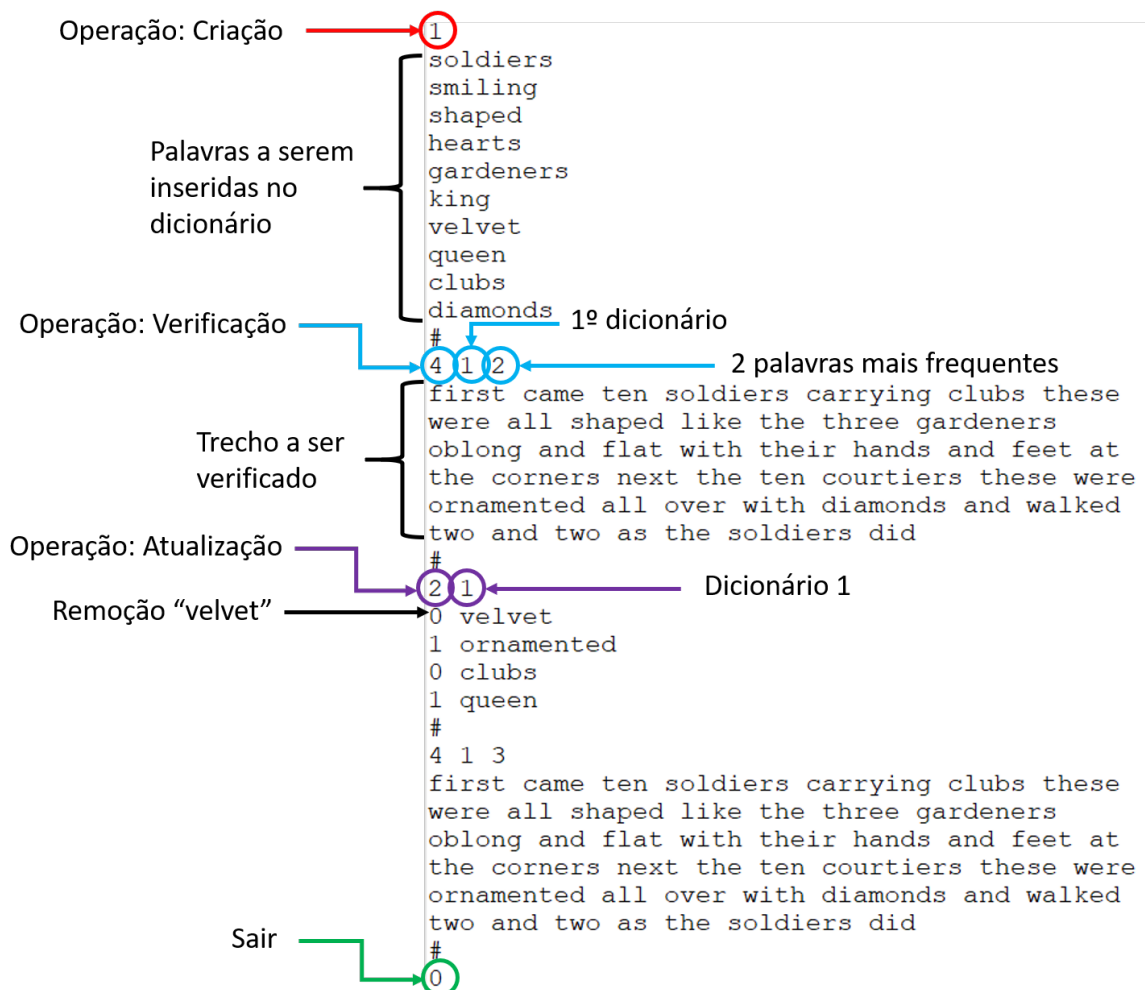 Operação: Criação
1
soldiers
smiling
shaped
hearts
gardeners
king
velvet
queen
clubs
diamonds
#
Palavras a serem
inseridas no
dicionário
Operação: Verificação
1º dicionário
4 1 2
2 palavras mais frequentes
first came ten soldiers carrying clubs these
were all shaped like the three gardeners
oblong and flat with their hands and feet at
the corners next the ten courtiers these were
ornamented all over with diamonds and walked
two and two as the soldiers did
#
Trecho a ser
verificado
Operação: Atualização
2 1
Dicionário 1
Remoção “velvet”
0 velvet
1 ornamented
0 clubs
1 queen
#
4 1 3
first came ten soldiers carrying clubs these
were all shaped like the three gardeners
oblong and flat with their hands and feet at
the corners next the ten courtiers these were
ornamented all over with diamonds and walked
two and two as the soldiers did
#
Sair
0